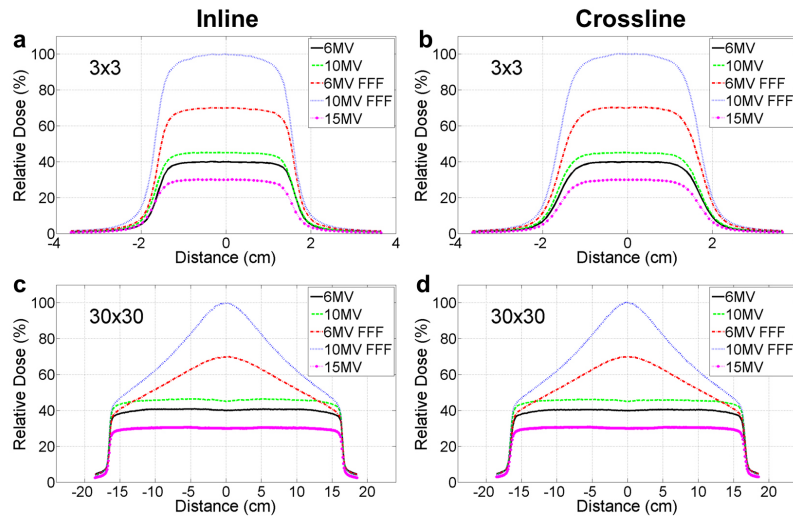 Inline
Crossline
a
3x3
6MV
10MV
6MV FFF
10MV FFF
15MV
Relative Dose (%)
100
80
60
40
20
0
-4 -2 0 2 4
Distance (cm)
b
3x3
6MV
10MV
6MV FFF
10MV FFF
15MV
Relative Dose (%)
100
80
60
40
20
0
-4 -2 0 2
Distance (cm)
c
30x30
6MV
10MV
6MV FFF
10MV FFF
15MV
Relative Dose (%)
100
80
60
40
20
0
-20 -15 -10 -5 0 5 10 15 20
Distance (cm)
d
30x30
6MV
10MV
6MV FFF
10MV FFF
15MV
Relative Dose (%)
100
80
60
40
20
0
-20 -15 -10 -5 0 5 10 15 20
Distance (cm)